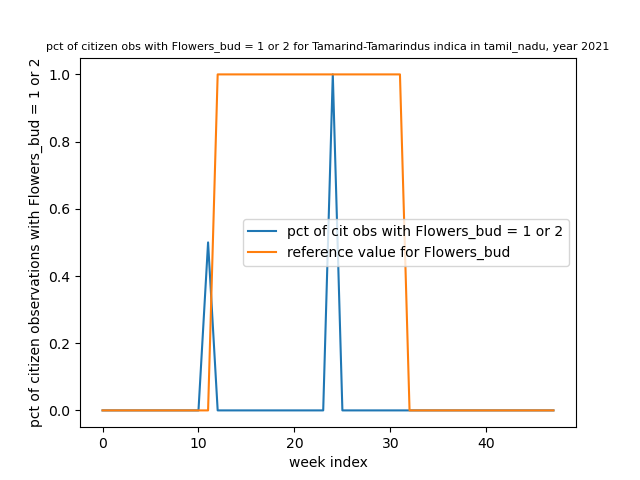 pct of citizen obs with Flowers_bud = 1 or 2 for Tamarind-Tamarindus indica in tamil_nadu, year 2021
pct of citizen observations with Flowers_bud = 1 or 2
1.0
0.8
0.6
0.4
0.2
0.0
pct of cit obs with Flowers_bud = 1 or 2
reference value for Flowers_bud
0 10 20 30 40
week index